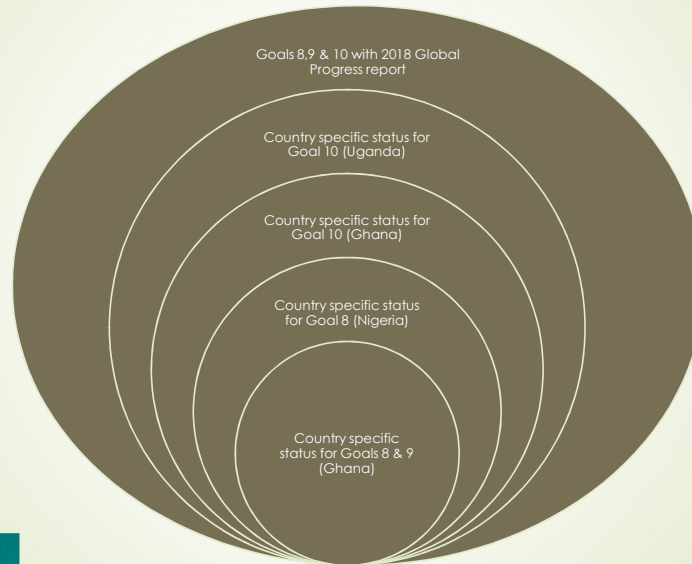 Goals 8,9 & 10 with 2018 Global
Progress report
Country specific status for
Goal 10 (Uganda)
Country specific status for
Goal 10 (Ghana)
Country specific status
for Goal 8 (Nigeria)
Country specific
status for Goals 8 & 9
(Ghana)